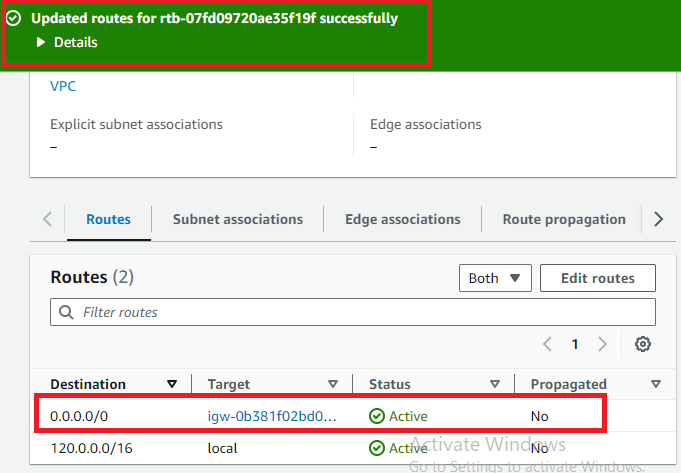 Updated routes for rtb-07fd09720ae35f19f successfully
Details
VPC
Explicit subnet associations Edge associations
– –
Routes Subnet associations Edge associations Route propagation
Routes (2) Both Edit routes
Filter routes
1
Destination Target Status Propagated
0.0.0.0/0 igw-0b381f02bd0... Active No
120.0.0.0/16 local Active No
Activate Windows
Go to Settings to activate Windows.